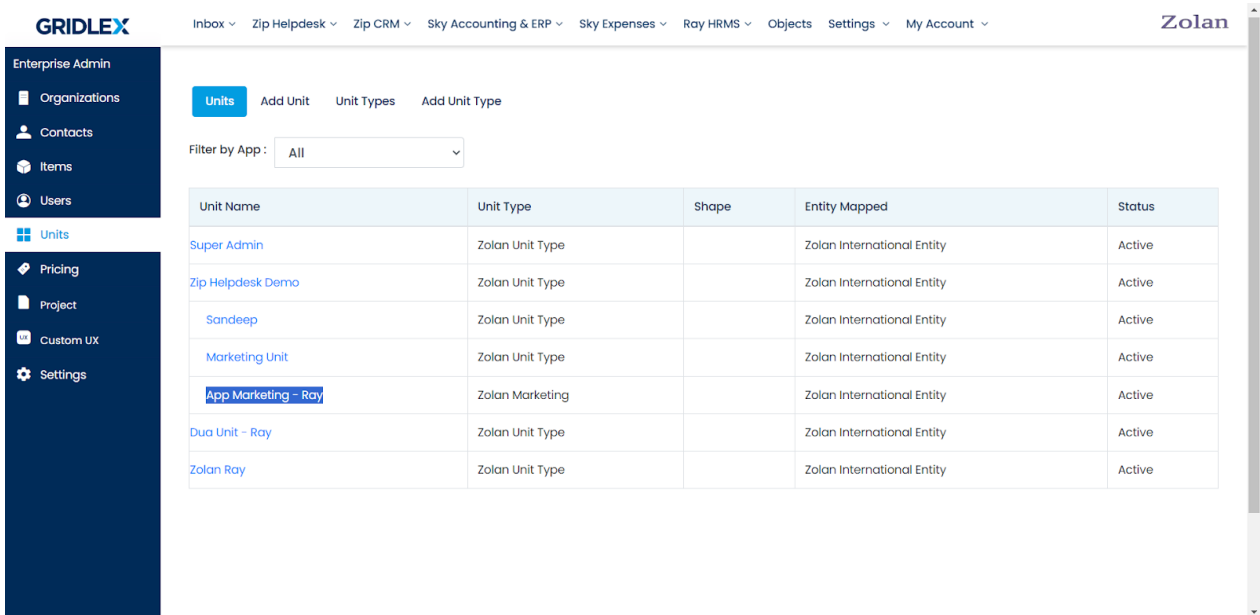 GRIDLEX Inbox Zip Helpdesk Zip CRM Sky Accounting & ERP Sky Expenses Ray HRMS Objects Settings My Account Zolan
Enterprise Admin
Organizations
Contacts
Items
Users
Units
Pricing
Project
UX Custom UX
Settings
Units Add Unit Unit Types Add Unit Type
Filter by App : All
Unit Name Unit Type Shape Entity Mapped Status
Super Admin Zolan Unit Type Zolan International Entity Active
Zip Helpdesk Demo Zolan Unit Type Zolan International Entity Active
Sandeep Zolan Unit Type Zolan International Entity Active
Marketing Unit Zolan Unit Type Zolan International Entity Active
App Marketing - Ray Zolan Marketing Zolan International Entity Active
Dua Unit - Ray Zolan Unit Type Zolan International Entity Active
Zolan Ray Zolan Unit Type Zolan International Entity Active